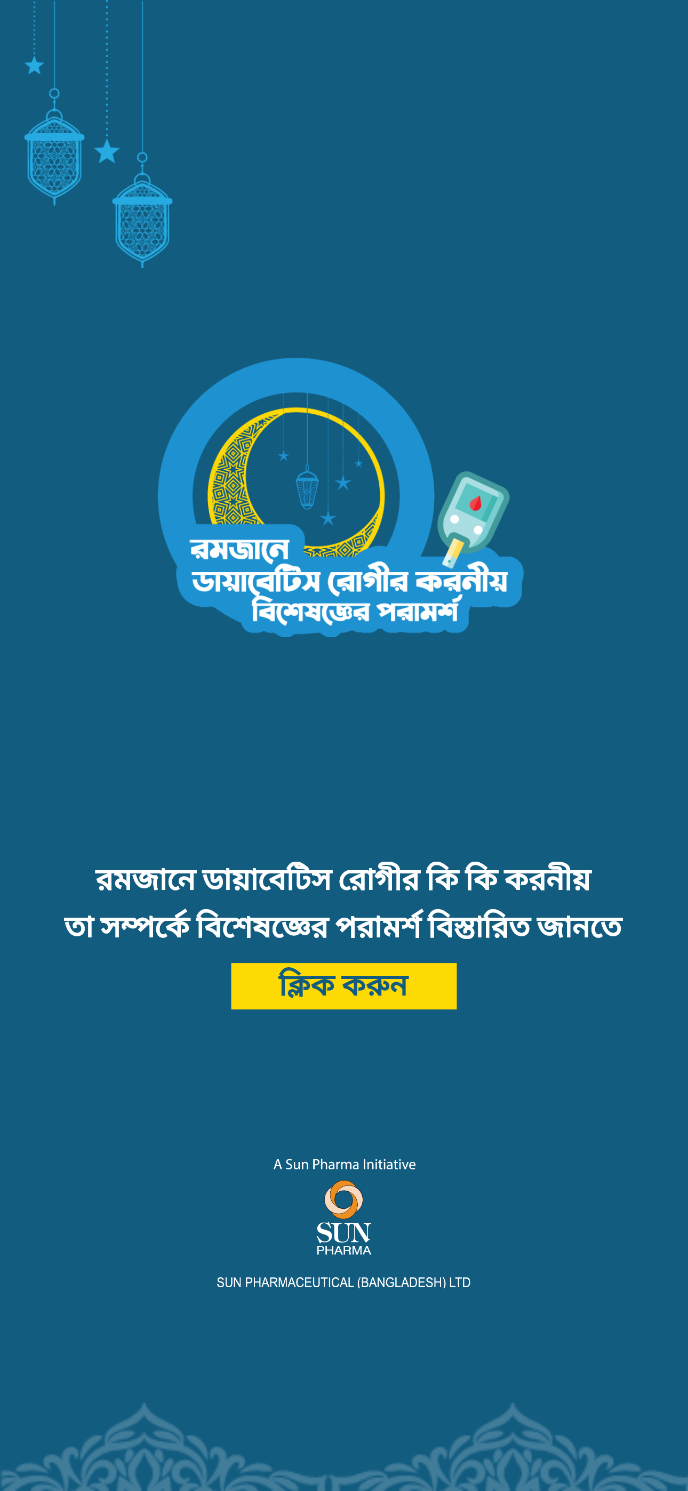 রমজানে
ডায়াবেটিস রোগীর করনীয়
বিশেষজ্ঞের পরামর্শ
রমজানে ডায়াবেটিস রোগীর কি কি করনীয়
তা সম্পর্কে বিশেষজ্ঞের পরামর্শ বিস্তারিত জানতে
ক্লিক করুন
A Sun Pharma Initiative
SUN
PHARMA
SUN PHARMACEUTICAL (BANGLADESH) LTD